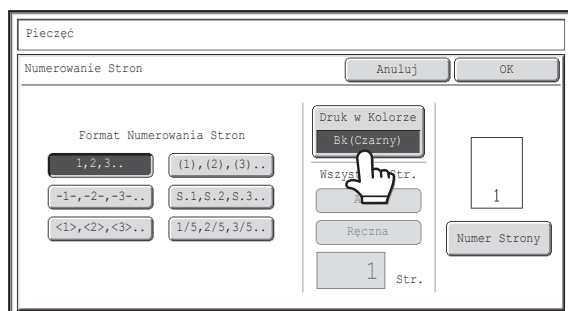 Pieczęć
Numerowanie Stron
Anuluj
OK
Format Numerowania Stron
1,2,3..
(1),(2),(3)..
-1-,-2-,-3-..
S.1,S.2,S.3..
<1>,<2>,<3>..
1/5,2/5,3/5..
Druk w Kolorze
Bk(Czarny)
Str.
Ręczna
1
Str.
1
Numer Strony